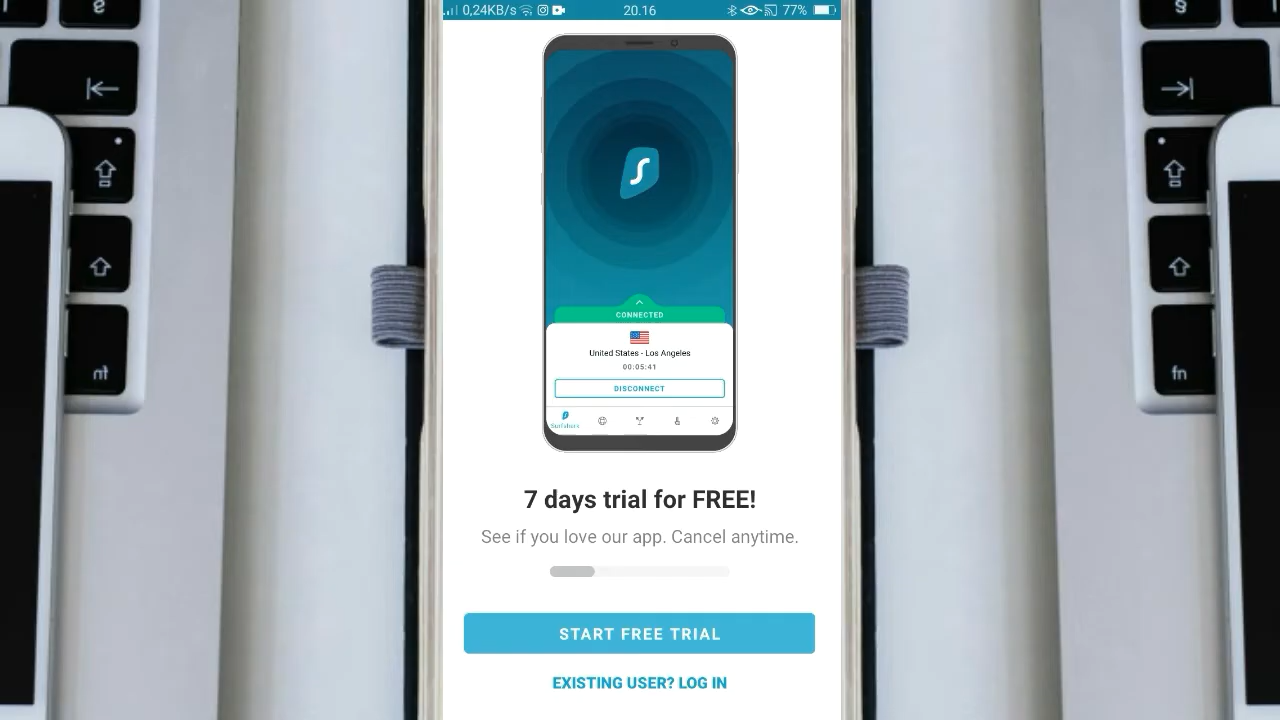 0,24KB/s
20.16
77%
CONNECTED
United States - Los Angeles
00:05:41
DISCONNECT
Surfshark
7 days trial for FREE!
See if you love our app. Cancel anytime.
START FREE TRIAL
EXISTING USER? LOG IN
fn